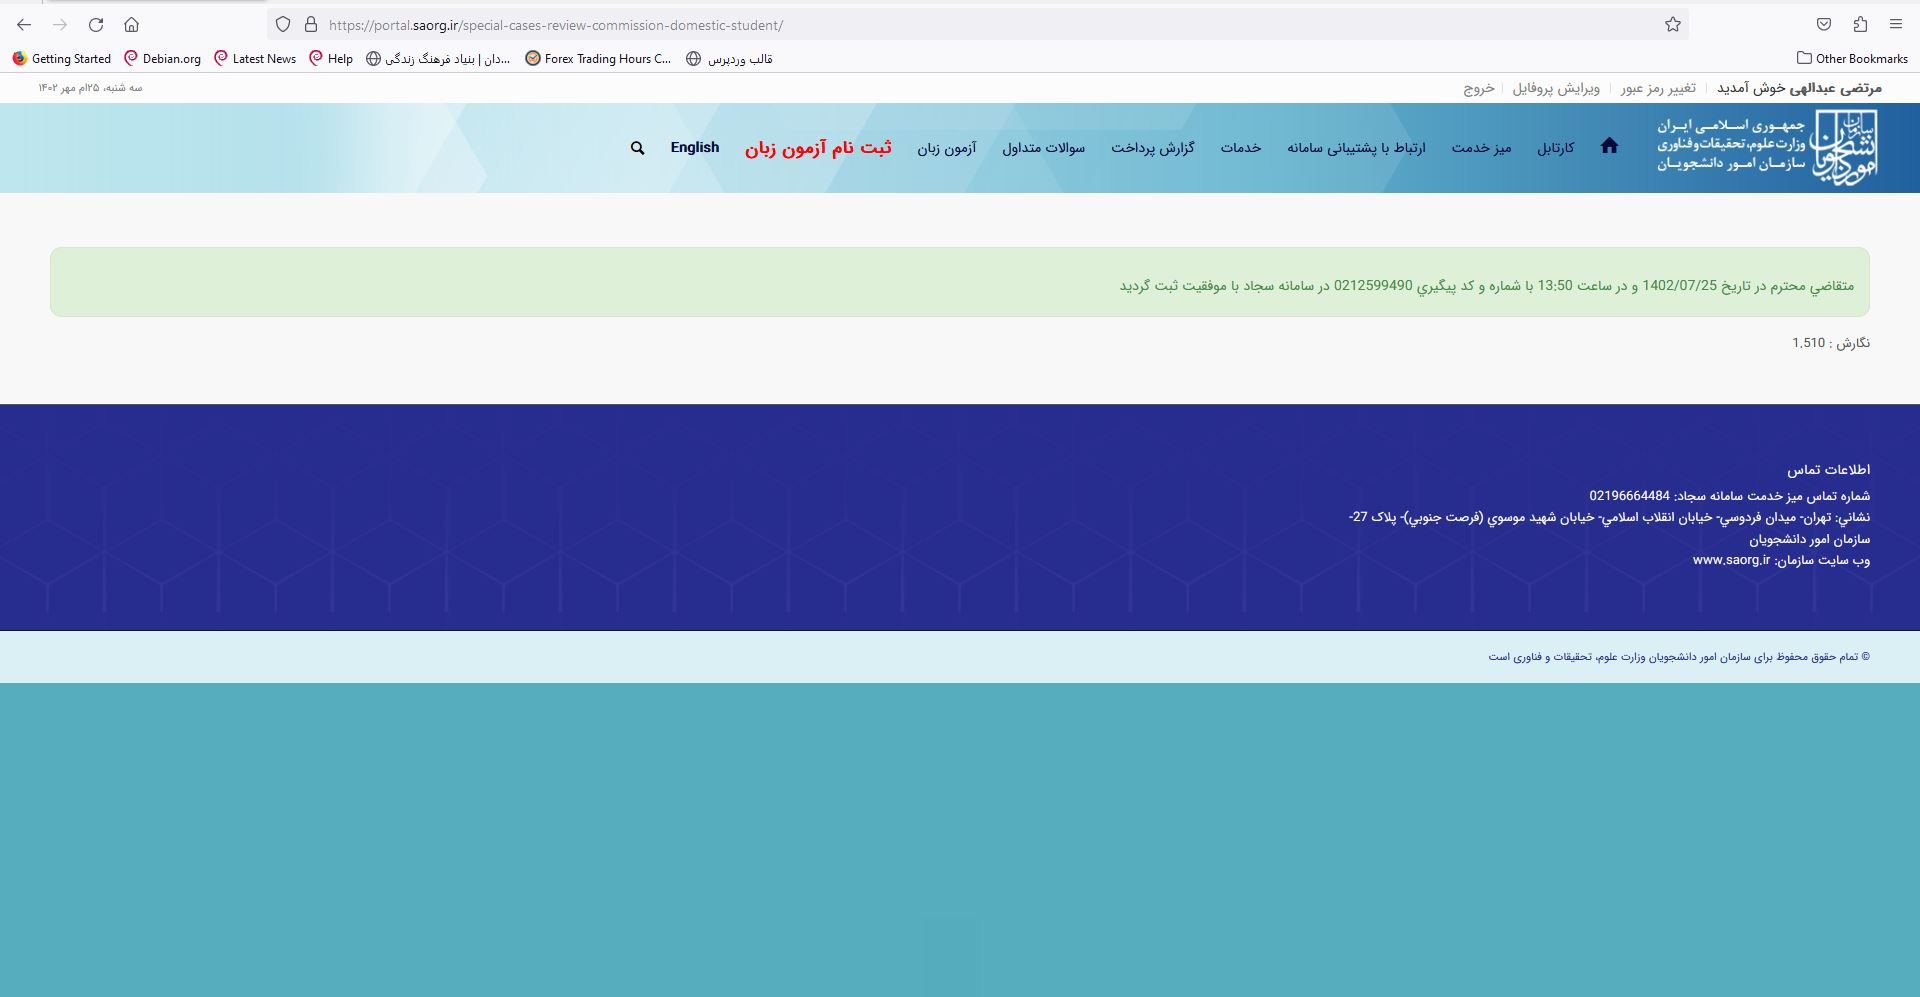 https://portal.saorg.ir/special-cases-review-commission-domestic-student/
Getting Started Debian.org Latest News Help دان | بنیاد فرهنگ زندگی... Forex Trading Hours C... قالب وردپرس Other Bookmarks
مرتضی عبدالهی خوش آمدید | تغییر رمز عبور | ویرایش پروفایل | خروج سه شنبه، ۲۵ام مهر ۱۴۰۲
سازمان امور دانشجویان
جمهوری اسلامی ایران
وزارت علوم، تحقیقات و فناوری
سازمان امور دانشجویان
کارتابل میز خدمت ارتباط با پشتیبانی سامانه خدمات گزارش پرداخت سوالات متداول آزمون زبان ثبت نام آزمون زبان English
متقاضي محترم در تاريخ 1402/07/25 و در ساعت 13:50 با شماره و کد پيگيري 0212599490 در سامانه سجاد با موفقيت ثبت گرديد
نگارش : 1.510
اطلاعات تماس
شماره تماس میز خدمت سامانه سجاد: 02196664484
نشاني: تهران- ميدان فردوسي- خيابان انقلاب اسلامي- خيابان شهيد موسوي (فرصت جنوبي)- پلاک 27-
سازمان امور دانشجویان
وب سایت سازمان: www.saorg.ir
© تمام حقوق محفوظ برای سازمان امور دانشجویان وزارت علوم، تحقیقات و فناوری است